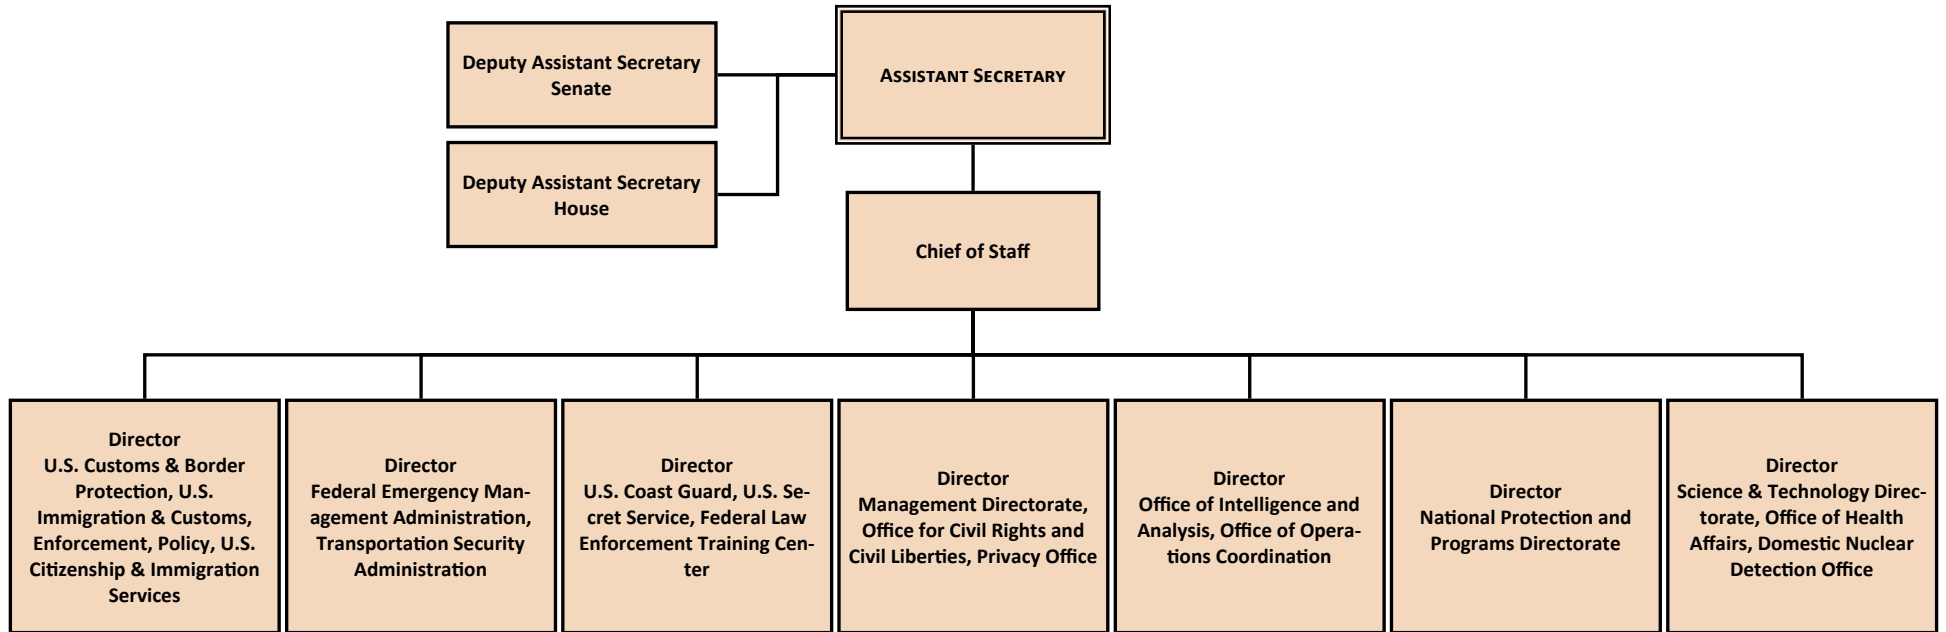 Deputy Assistant Secretary
Senate
ASSISTANT SECRETARY
Deputy Assistant Secretary
House
Chief of Staff
Director
U.S. Customs & Border
Protection, U.S.
Immigration & Customs,
Enforcement, Policy, U.S.
Citizenship & Immigration
Services
Director
Federal Emergency Man-
agement Administration,
Transportation Security
Administration
Director
U.S. Coast Guard, U.S. Se-
cret Service, Federal Law
Enforcement Training Cen-
ter
Director
Management Directorate,
Office for Civil Rights and
Civil Liberties, Privacy Office
Director
Office of Intelligence and
Analysis, Office of Opera-
tions Coordination
Director
National Protection and
Programs Directorate
Director
Science & Technology Direc-
torate, Office of Health
Affairs, Domestic Nuclear
Detection Office